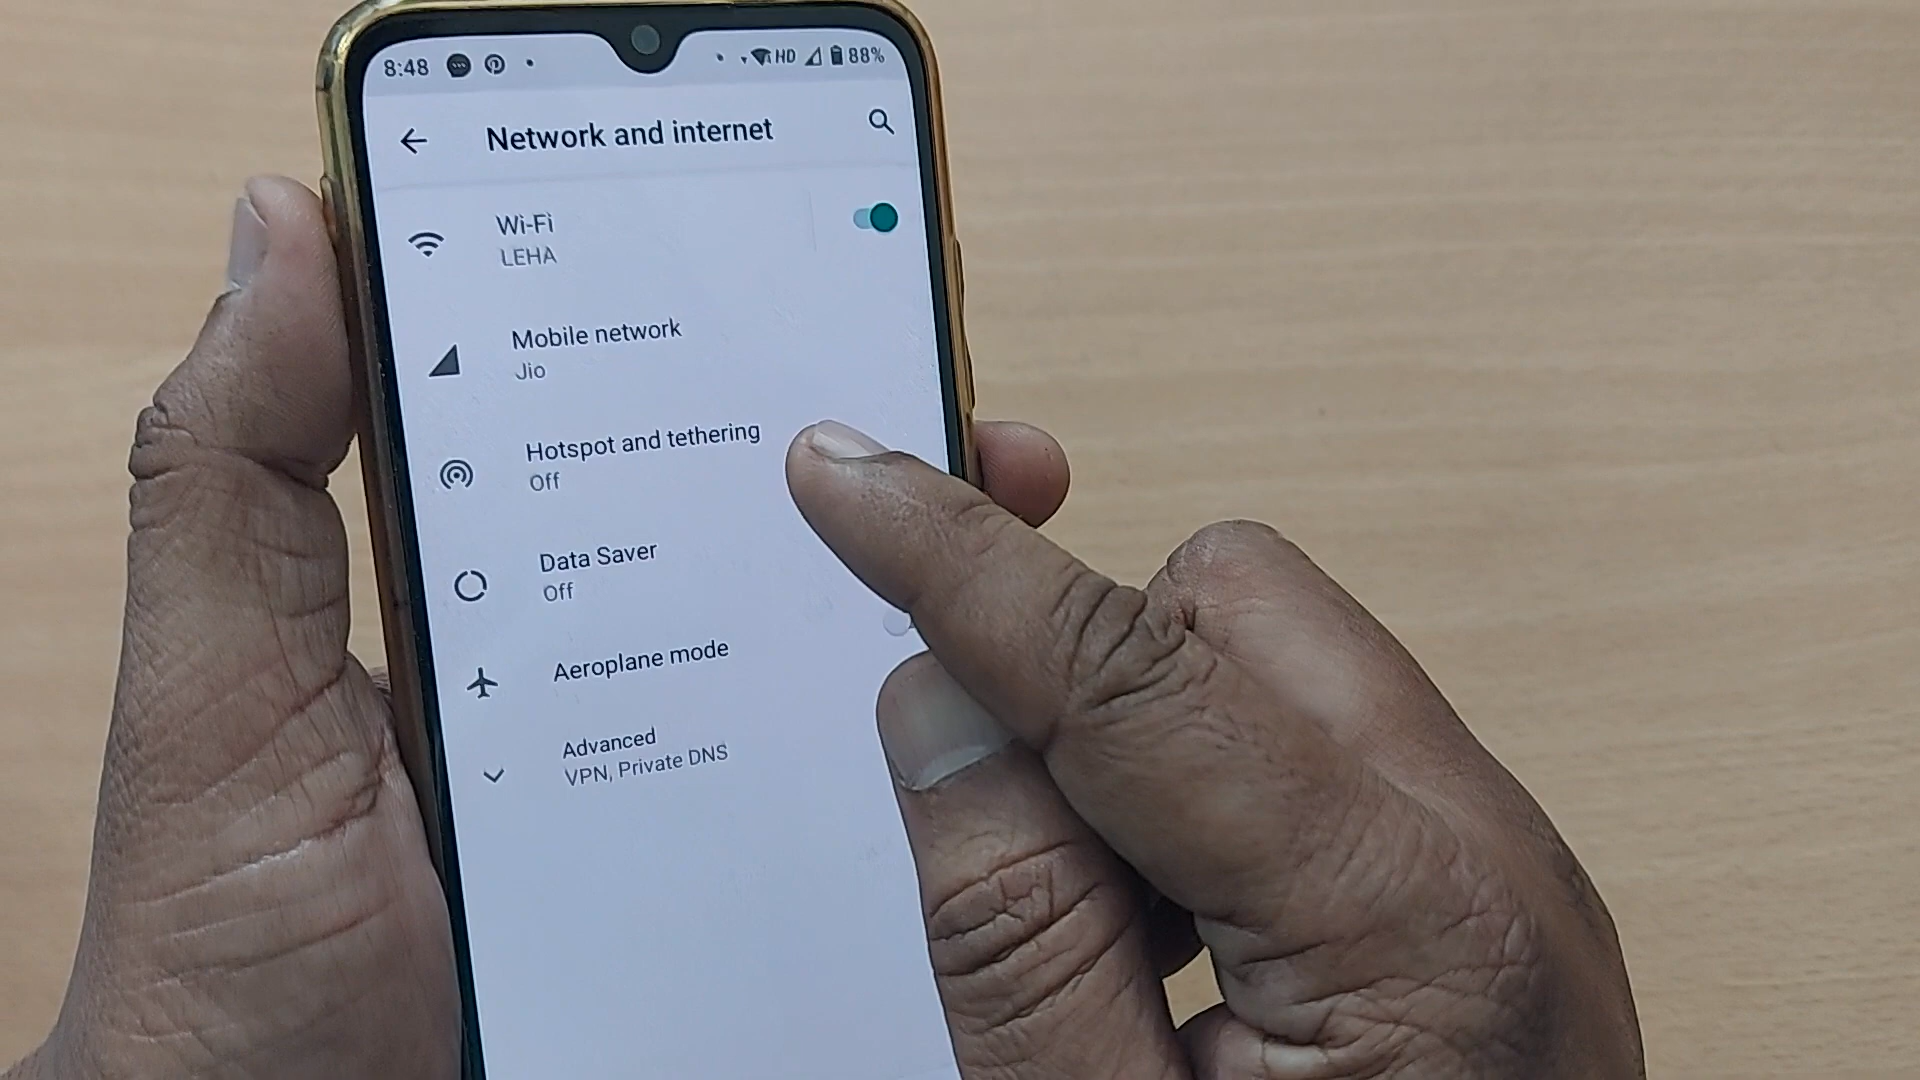 8:48 HD 88%
Network and internet
Wi-Fi
LEHA
Mobile network
Jio
Hotspot and tethering
Off
Data Saver
Off
Aeroplane mode
Advanced
VPN, Private DNS